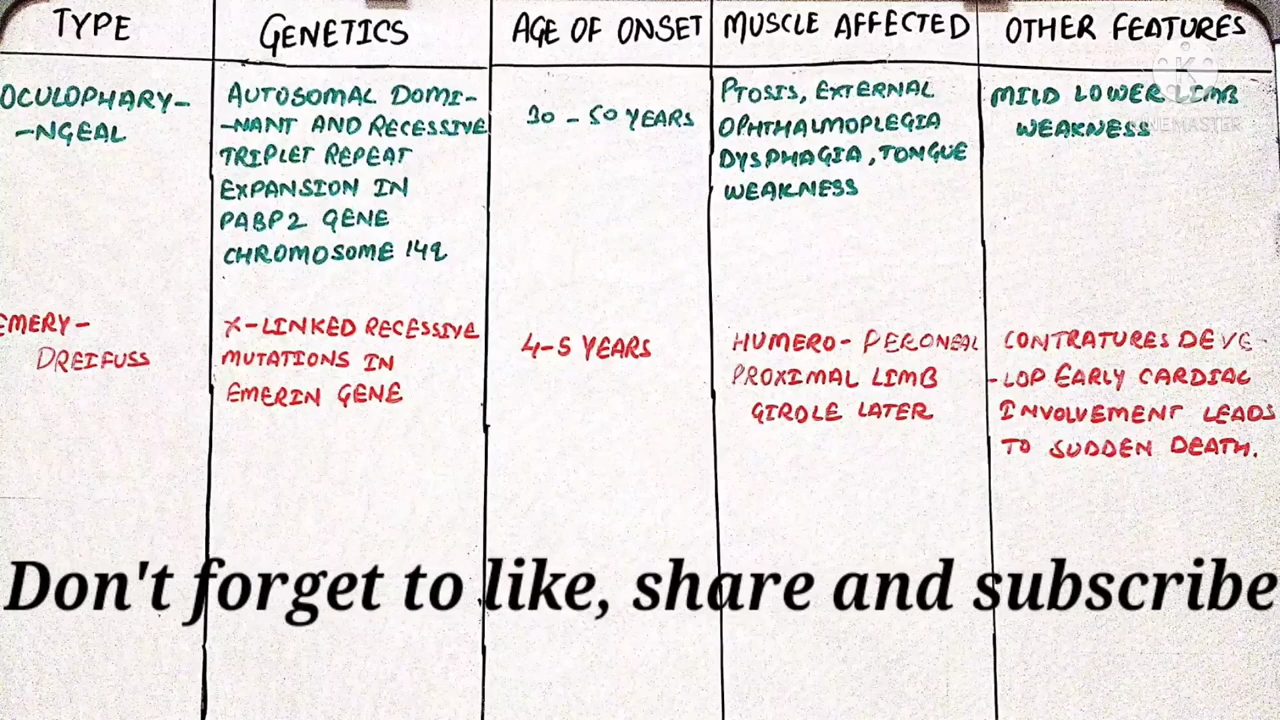 TYPE
GENETICS
AGE OF ONSET
MUSCLE AFFECTED
OTHER FEATURES
OCULOPHARY-
-NGEAL
AUTOSOMAL DOMI-
-NANT AND RECESSIVE
TRIPLET REPEAT
EXPANSION IN
PABP2 GENE
CHROMOSOME 14q
30 - 50 YEARS
PTOSIS, EXTERNAL
OPHTHALMOPLEGIA
DYSPHAGIA, TONGUE
WEAKNESS
MILD LOWER LIMB
WEAKNESS
K
KINEMASTER
EMERY-
DREIFUSS
X-LINKED RECESSIVE
MUTATIONS IN
EMERIN GENE
4-5 YEARS
HUMERO- PERONEAL
PROXIMAL LIMB
GIRDLE LATER
CONTRATURES DEVE-
-LOP EARLY CARDIAC
INVOLVEMENT LEADS
TO SUDDEN DEATH.
Don't forget to like, share and subscribe